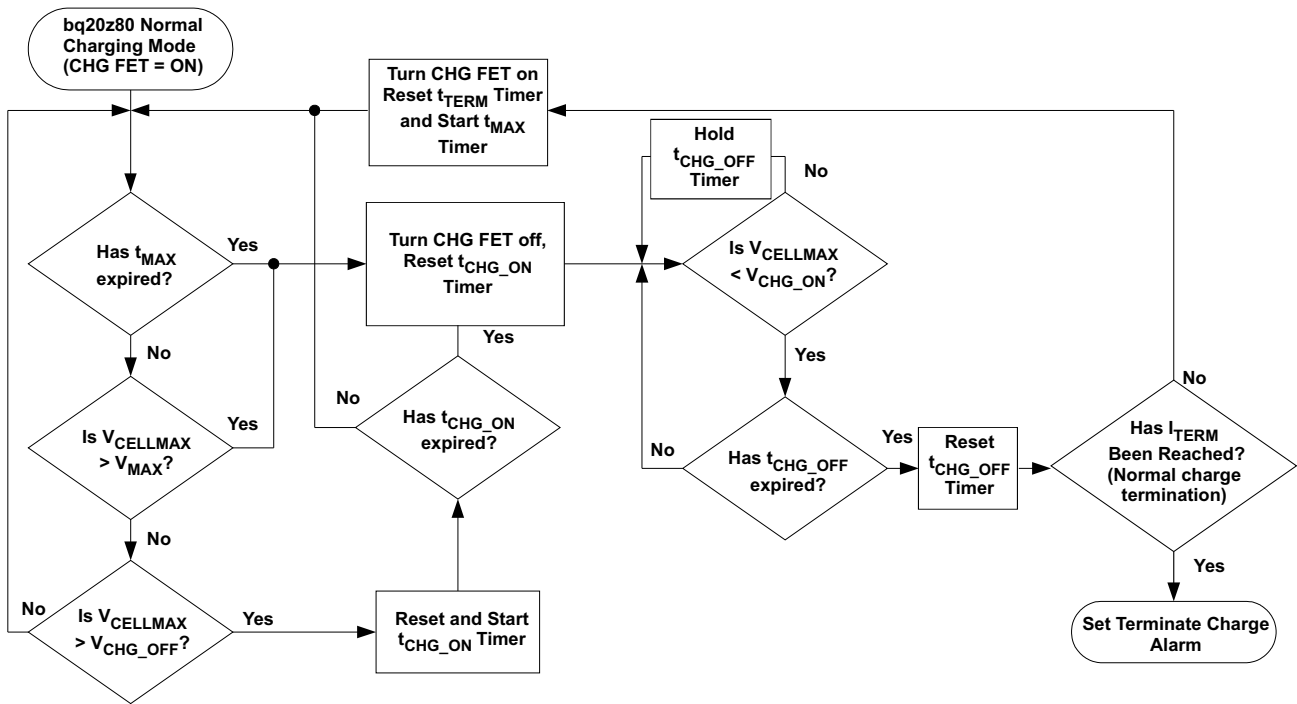 bq20z80 Normal
Charging Mode
(CHG FET = ON)
Turn CHG FET on
Reset tTERM Timer
and Start tMAX
Timer
Hold
tCHG_OFF
Timer
No
Has tMAX
expired?
Yes
Turn CHG FET off,
Reset tCHG_ON
Timer
Is VCELLMAX
< VCHG_ON?
No
Yes
Yes
Is VCELLMAX
> VMAX?
Yes
No
Has tCHG_ON
expired?
No
Has tCHG_OFF
expired?
Yes
Reset
tCHG_OFF
Timer
No
Has ITERM
Been Reached?
(Normal charge
termination)
No
Yes
No
Is VCELLMAX
> VCHG_OFF?
Yes
Reset and Start
tCHG_ON Timer
Set Terminate Charge
Alarm